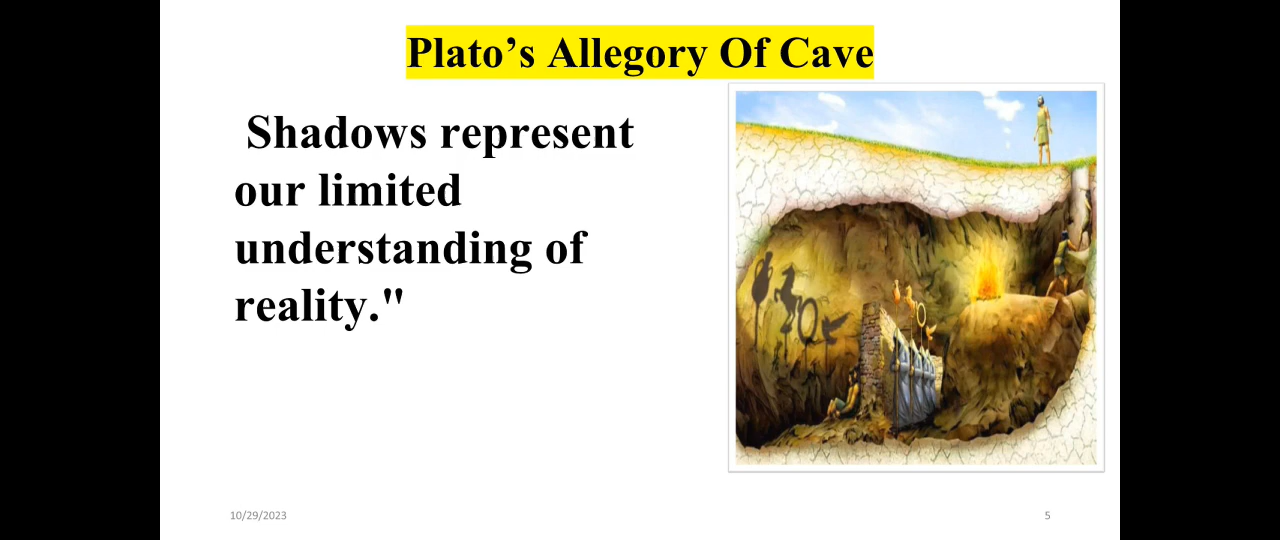 Plato’s Allegory Of Cave
Shadows represent
our limited
understanding of
reality."
10/29/2023
5